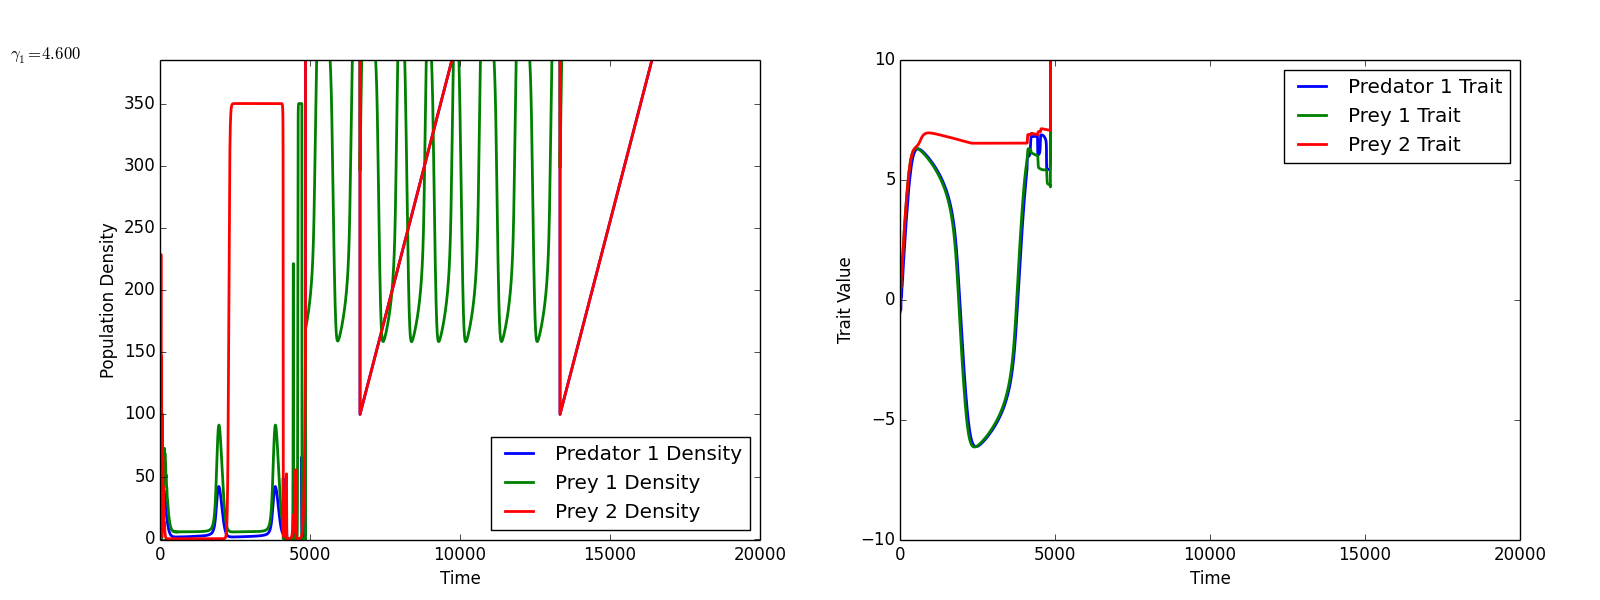 γ₁=4.600
Population Density
350
300
250
200
150
100
50
0
0 5000 10000 15000 20000
Time
Predator 1 Density
Prey 1 Density
Prey 2 Density
Trait Value
10
5
0
−5
−10
0 5000 10000 15000 20000
Time
Predator 1 Trait
Prey 1 Trait
Prey 2 Trait